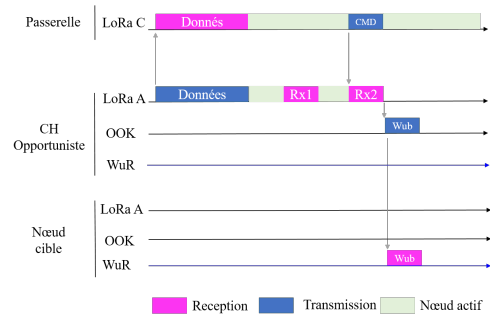 Passerelle
LoRa C
Donnés
CMD
LoRa A
Données
Rx1
Rx2
CH
Opportuniste
OOK
Wub
WuR
LoRa A
Nœud
cible
OOK
WuR
Wub
Reception
Transmission
Nœud actif